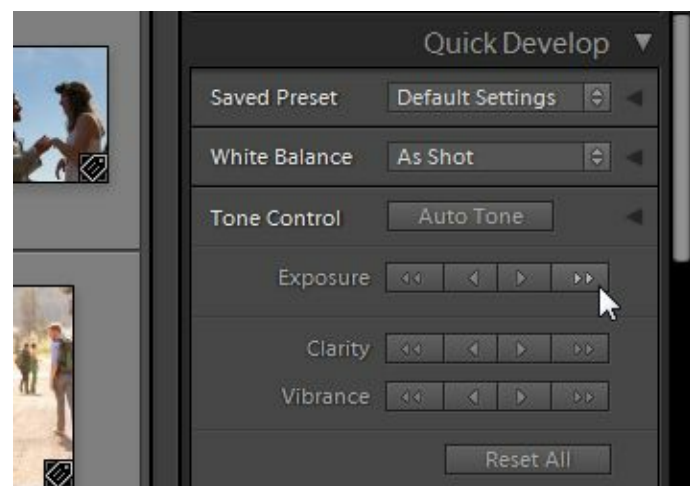 Quick Develop
Saved Preset Default Settings
White Balance As Shot
Tone Control Auto Tone
Exposure
Clarity
Vibrance
Reset All